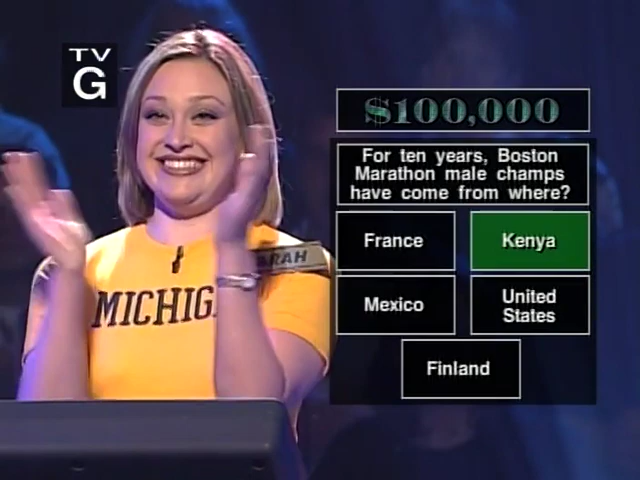 TV
G
$100,000
For ten years, Boston
Marathon male champs
have come from where?
France
Kenya
Mexico
United
States
Finland
ARAH
MICHIG